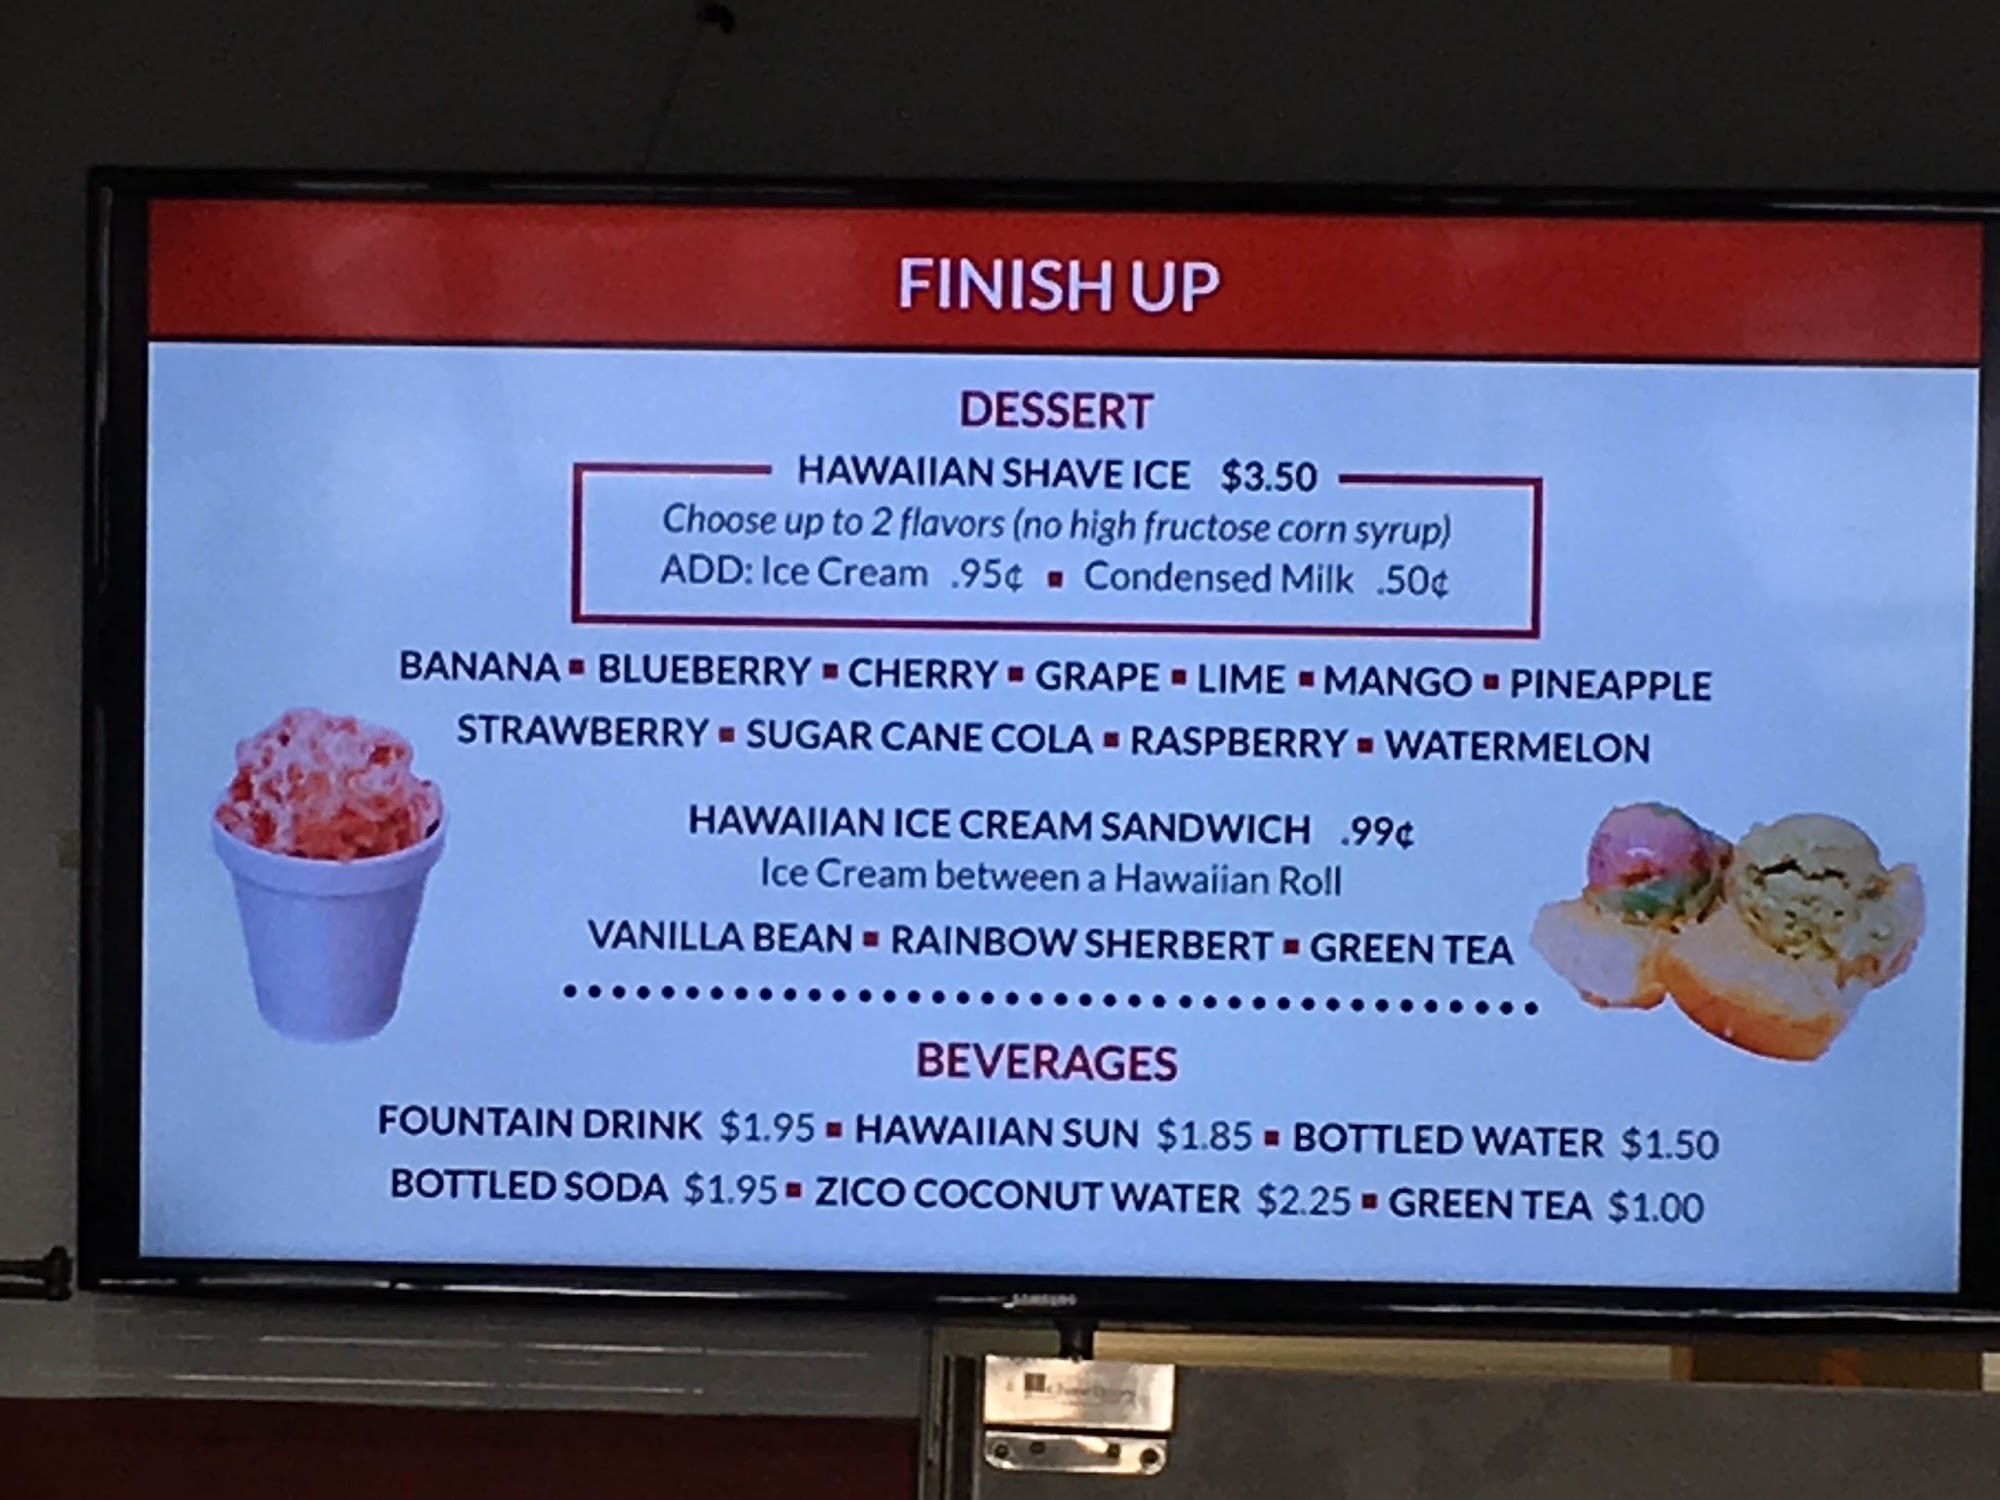 FINISH UP
DESSERT
HAWAIIAN SHAVE ICE $3.50
Choose up to 2 flavors (no high fructose corn syrup)
ADD: Ice Cream .95¢ ▪ Condensed Milk .50¢
BANANA ▪ BLUEBERRY ▪ CHERRY ▪ GRAPE ▪ LIME ▪ MANGO ▪ PINEAPPLE
STRAWBERRY ▪ SUGAR CANE COLA ▪ RASPBERRY ▪ WATERMELON
HAWAIIAN ICE CREAM SANDWICH .99¢
Ice Cream between a Hawaiian Roll
VANILLA BEAN ▪ RAINBOW SHERBERT ▪ GREEN TEA
BEVERAGES
FOUNTAIN DRINK $1.95 ▪ HAWAIIAN SUN $1.85 ▪ BOTTLED WATER $1.50
BOTTLED SODA $1.95 ▪ ZICO COCONUT WATER $2.25 ▪ GREEN TEA $1.00
SAMSUNG